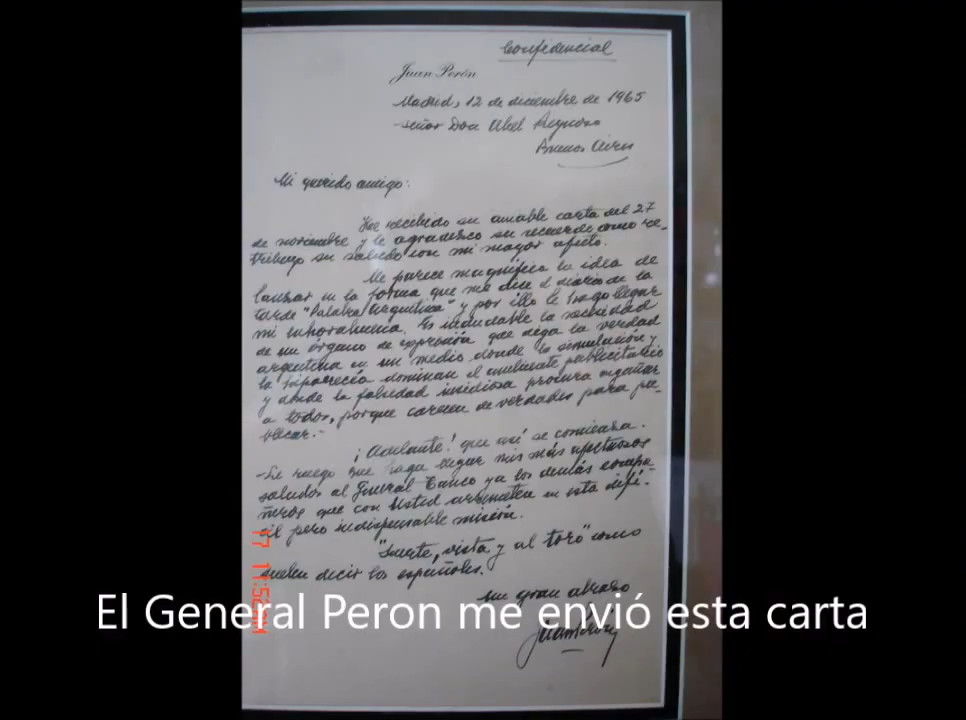 Confidencial
Juan Perón
Madrid, 12 de diciembre de 1965
Señor Don Abel Reynoso
Buenos Aires
Mi querido amigo:
He recibido su amable carta del 27
de noviembre y le agradezco su recuerdo como re-
tribuyo su saludo con mi mayor afecto.
Me parece magnífica la idea de
lanzar en la forma que me dice el diario de la
tarde "Palabra Argentina" y por ello le hago llegar
mi enhorabuena. Es indudable la necesidad
de un órgano de expresión que diga la verdad
argentina en un medio donde la simulación y
la hipocrecía dominan el ambiente publicitario
y donde la falsedad insidiosa procura engañar
a todos, porque carecen de verdades para pu-
blicar.-
¡Adelante! que así se comienza.
-Le ruego que haga llegar mis más afectuosos
saludos al General Tanco y a los demás compa-
ñeros que con Usted arremeten en esta difí-
cil pero indispensable misión.
"Suerte, vista y al toro" como
suelen decir los españoles.
Un gran abrazo
Juan Perón
17 11:50AM
El General Peron me envió esta carta